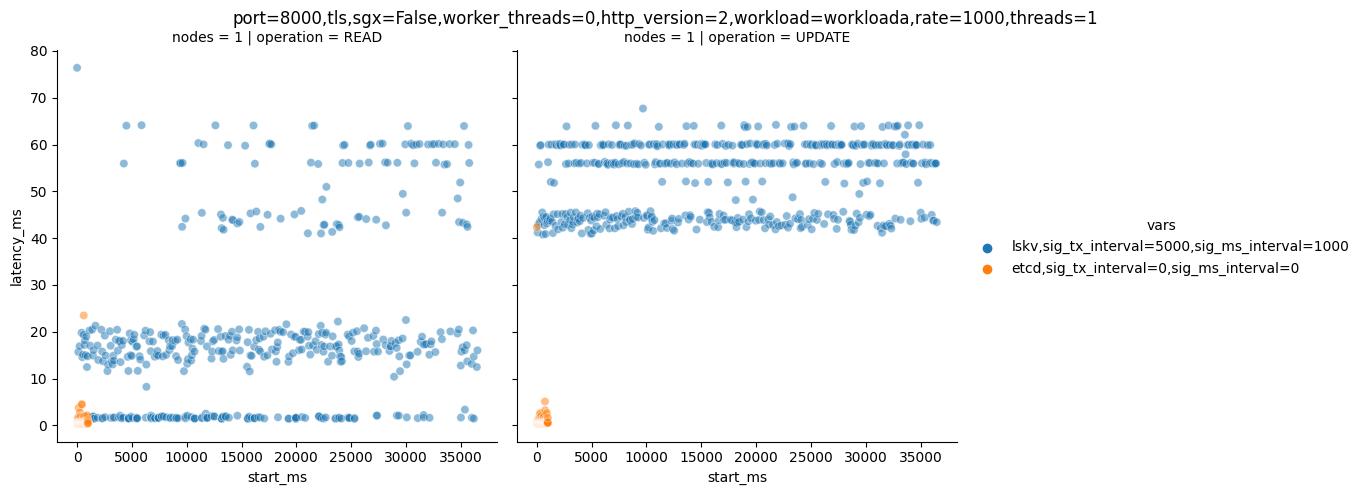 port=8000,tls,sgx=False,worker_threads=0,http_version=2,workload=workloada,rate=1000,threads=1
nodes = 1 | operation = READ
nodes = 1 | operation = UPDATE
latency_ms
80
70
60
50
40
30
20
10
0
0 5000 10000 15000 20000 25000 30000 35000
start_ms
0 5000 10000 15000 20000 25000 30000 35000
start_ms
vars
lskv,sig_tx_interval=5000,sig_ms_interval=1000
etcd,sig_tx_interval=0,sig_ms_interval=0